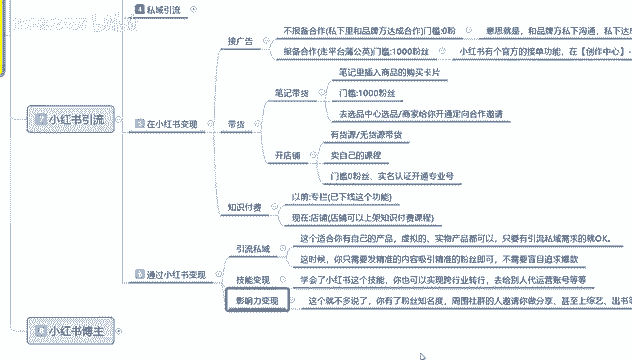 4 私域引流
不报备合作(私下里和品牌方达成合作)门槛:0粉
意思就是，和品牌方私下沟通，私下达
接广告
报备合作(走平台蒲公英)门槛:1000粉丝
小红书有个官方的接单功能，在【创作中心】-
笔记里插入商品的购买卡片
笔记带货
门槛:1000粉丝
去选品中心选品/商家给你开通定向合作邀请
小红书引流
5 在小红书变现
带货
有货源/无货源带货
开店铺
卖自己的课程
门槛0粉丝、实名认证开通专业号
以前:专栏(已下线这个功能)
知识付费
现在:店铺(店铺可以上架知识付费课程)
这个适合你有自己的产品，虚拟的、实物产品都可以，只要有引流私域需求的就OK。
引流私域
这时候，你只需要发精准的内容吸引精准的粉丝即可，不需要盲目追求爆款
通过小红书变现
技能变现
学会了小红书这个技能，你也可以实现跨行业转行，去给别人代运营账号等等
影响力变现
这个就不多说了，你有了粉丝知名度，周围社群的人邀请你做分享、甚至上综艺、出书等
小红书博主